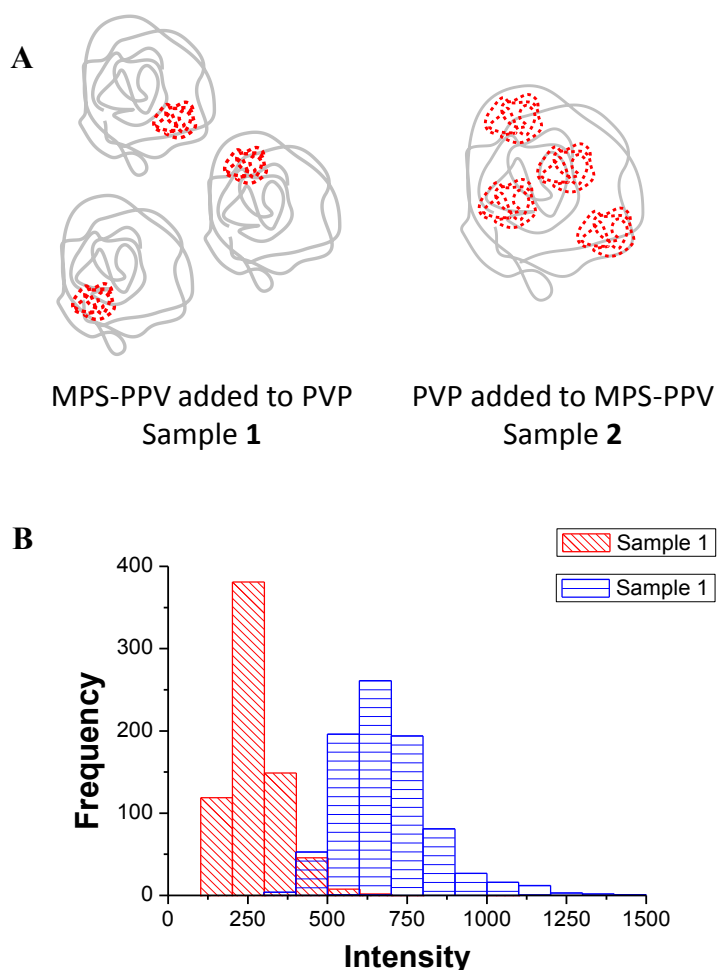 A
MPS-PPV added to PVP
Sample 1
PVP added to MPS-PPV
Sample 2
B
Sample 1
Sample 1
400
300
200
100
0
Frequency
0 250 500 750 1000 1250 1500
Intensity